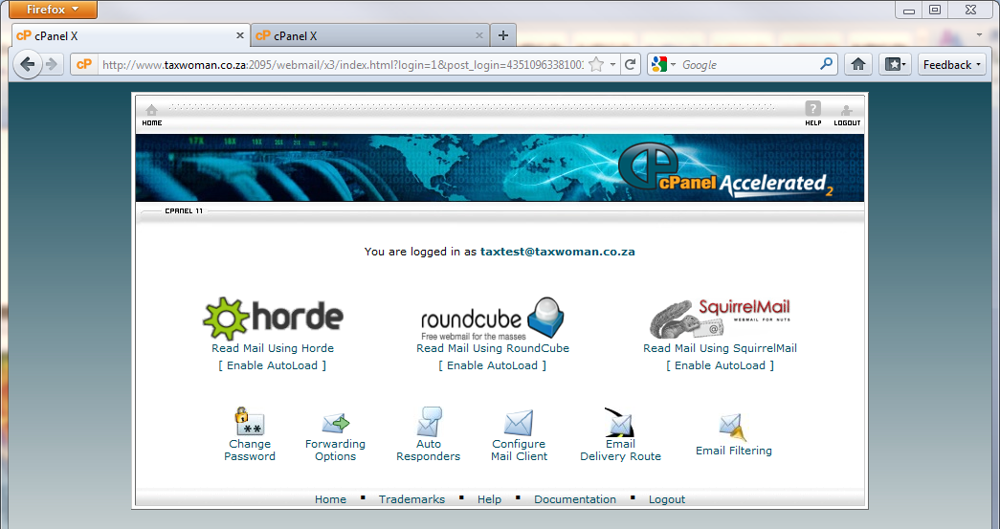 Firefox
cPanel X
cPanel X
http://www.taxwoman.co.za:2095/webmail/x3/index.html?login=1&post_login=4351096338100
Google
Feedback
HOME
HELP
LOGOUT
17X 18X 18X
cPanel Accelerated2
CPANEL 11
You are logged in as taxtest@taxwoman.co.za
horde
roundcube
Free webmail for the masses
SquirrelMail
WEBMAIL FOR NUTS
Read Mail Using Horde
Read Mail Using RoundCube
Read Mail Using SquirrelMail
[ Enable AutoLoad ]
[ Enable AutoLoad ]
[ Enable AutoLoad ]
Change
Password
Forwarding
Options
Auto
Responders
Configure
Mail Client
Email
Delivery Route
Email Filtering
Home ▪ Trademarks ▪ Help ▪ Documentation ▪ Logout